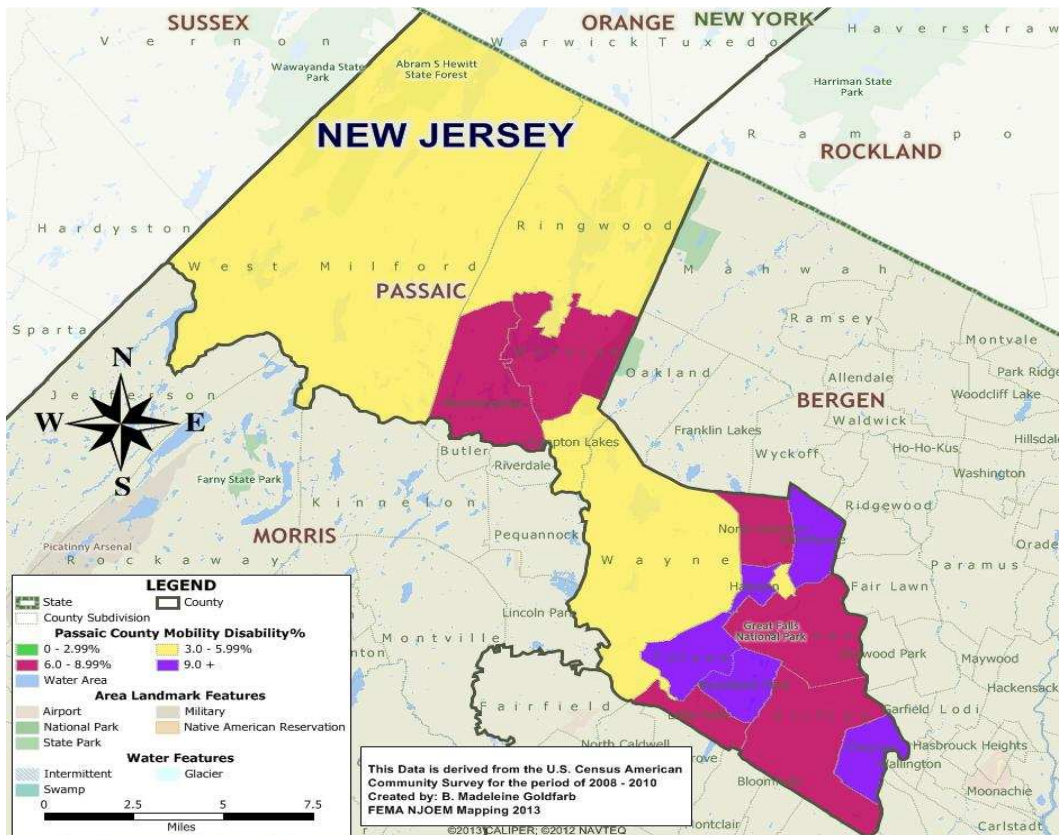 SUSSEX
ORANGE
NEW YORK
Haverstraw
Vernon
Warwick
Tuxedo
Wawayanda State
Park
Abram S Hewitt
State Forest
Harriman State
Park
NEW JERSEY
Ramapo
ROCKLAND
Hardyston
Ringwood
West Milford
Mahwah
PASSAIC
Sparta
Ramsey
Montvale
N
Jefferson
Oakland
Allendale
Park Ridge
Woodcliff Lake
W
E
BERGEN
Waldwick
Franklin Lakes
Hillsdale
Butler
Ho-Ho-Kus
Wyckoff
Riverdale
Washington
S
Farny State Park
Kinnelon
Ridgewood
Picatinny Arsenal
MORRIS
Pequannock
Rockaway
Wayne
Paramus
Fair Lawn
Lincoln Park
Great Falls
National Park
Montville
Maywood
Hackensack
Fairfield
Garfield
Lodi
North Caldwell
Hasbrouck Heights
Wallington
Moonachie
Carlstadt
LEGEND
State
County
County Subdivision
Passaic County Mobility Disability%
0 - 2.99%
3.0 - 5.99%
6.0 - 8.99%
9.0 +
Water Area
Area Landmark Features
Airport
Military
National Park
Native American Reservation
State Park
Water Features
Intermittent
Glacier
Swamp
0
2.5
5
7.5
Miles
This Data is derived from the U.S. Census American
Community Survey for the period of 2008 - 2010
Created by: B. Madeleine Goldfarb
FEMA NJOEM Mapping 2013
©2013 CALIPER; ©2012 NAVTEQ